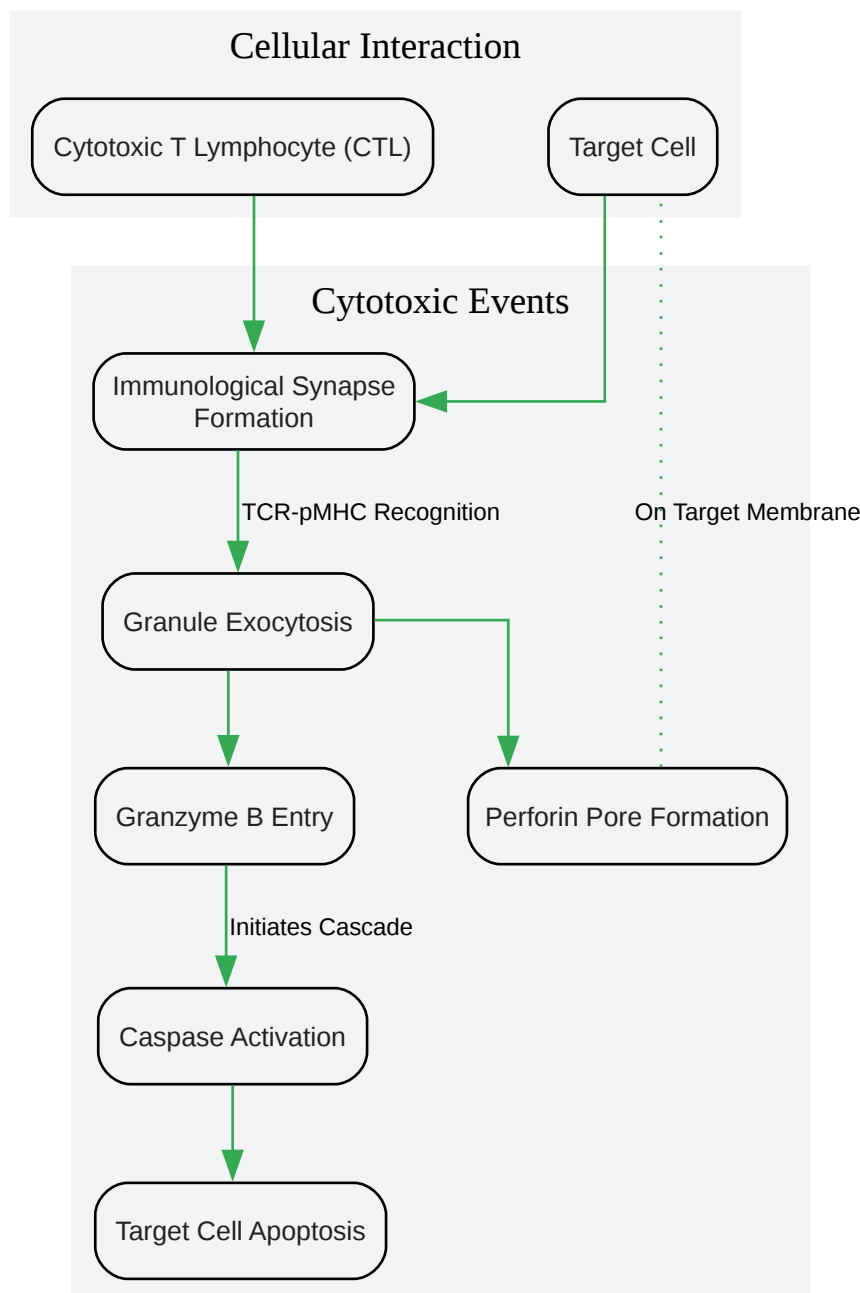 Cellular Interaction
Cytotoxic T Lymphocyte (CTL)
Target Cell
Cytotoxic Events
Immunological Synapse
Formation
TCR-pMHC Recognition
On Target Membrane
Granule Exocytosis
Granzyme B Entry
Perforin Pore Formation
Initiates Cascade
Caspase Activation
Target Cell Apoptosis